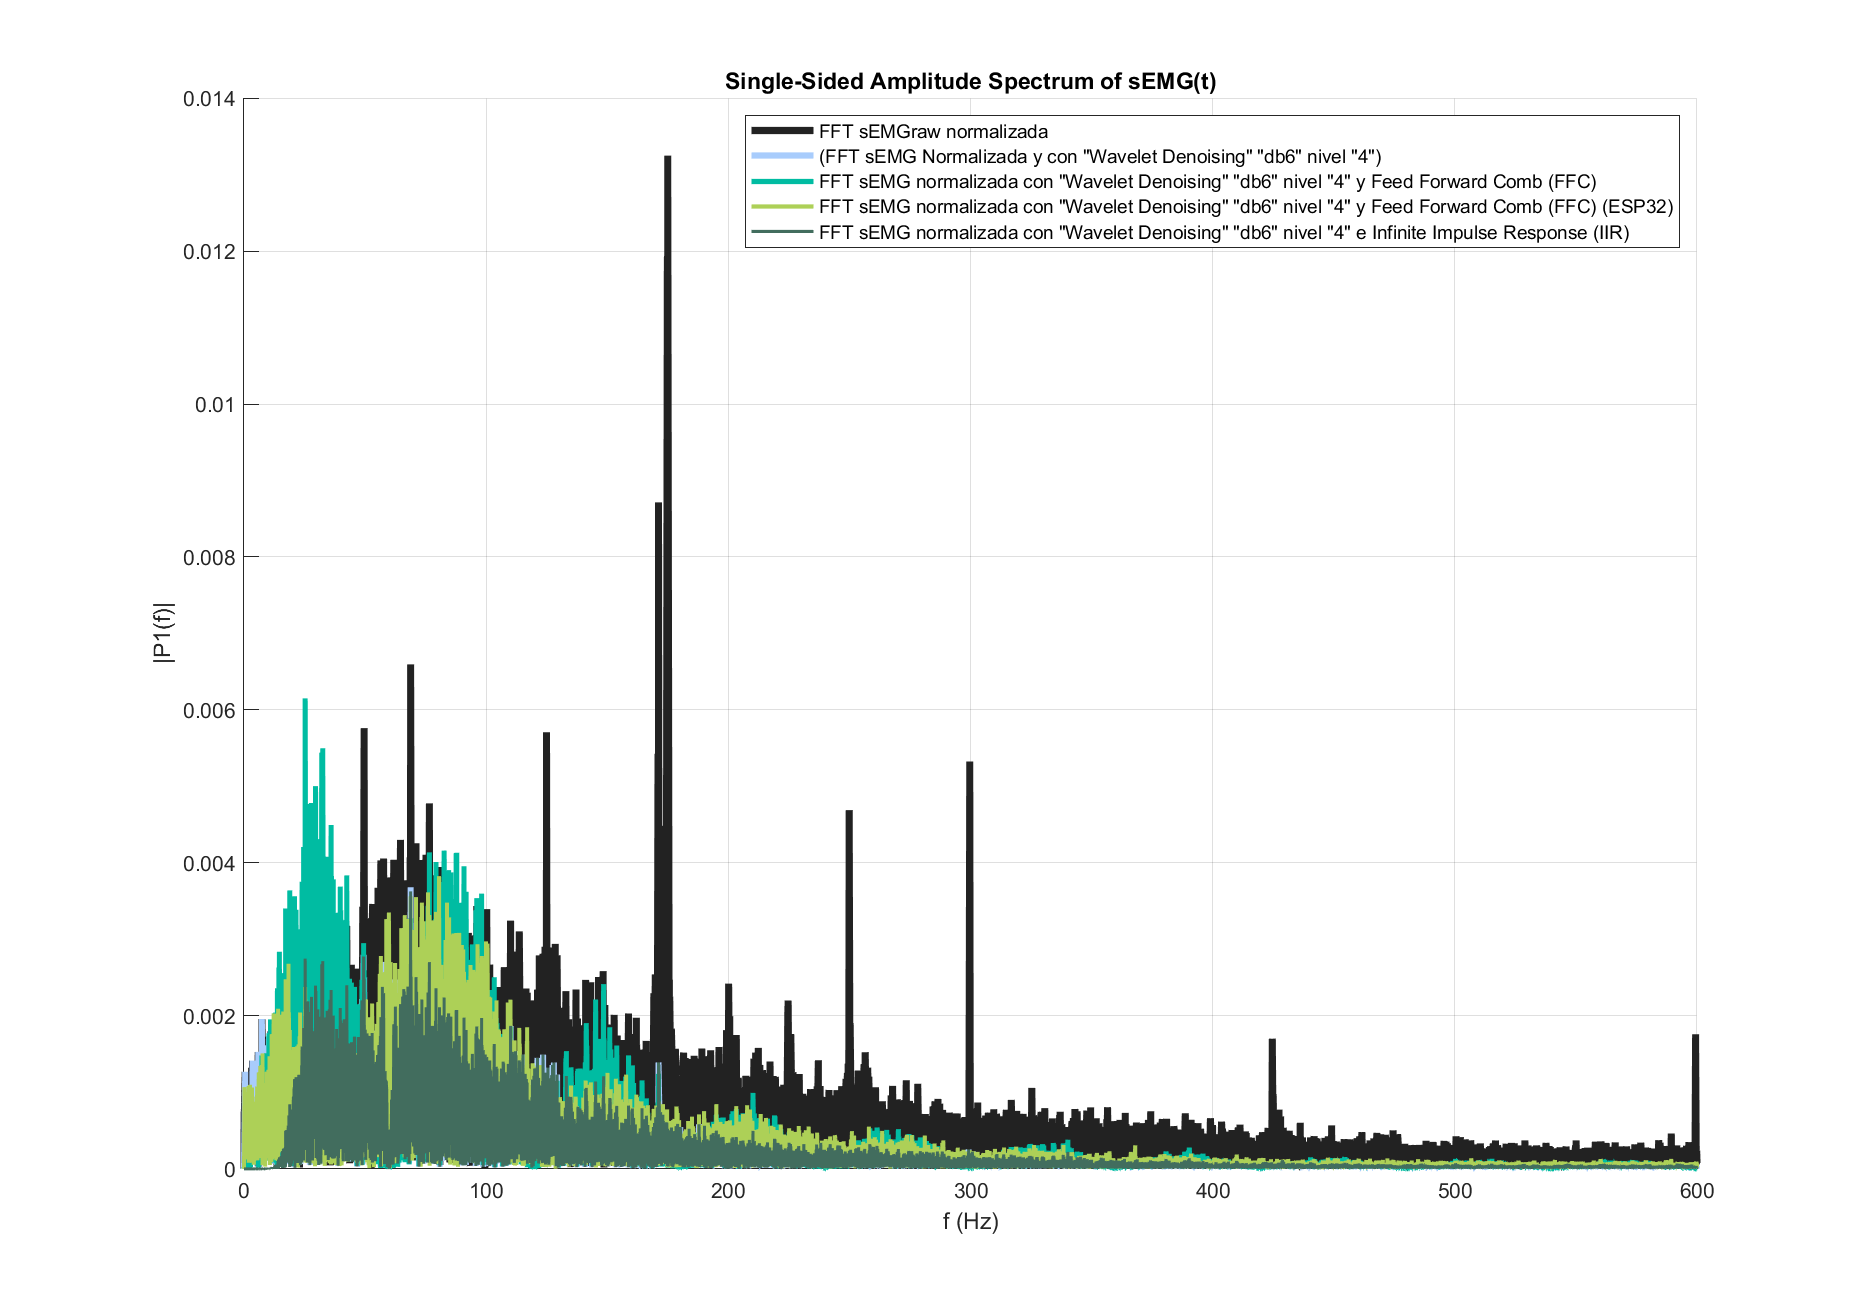 Single-Sided Amplitude Spectrum of sEMG(t)
0.014
FFT sEMGraw normalizada
(FFT sEMG Normalizada y con "Wavelet Denoising" "db6" nivel "4")
FFT sEMG normalizada con "Wavelet Denoising" "db6" nivel "4" y Feed Forward Comb (FFC)
FFT sEMG normalizada con "Wavelet Denoising" "db6" nivel "4" y Feed Forward Comb (FFC) (ESP32)
FFT sEMG normalizada con "Wavelet Denoising" "db6" nivel "4" e Infinite Impulse Response (IIR)
0.012
0.01
0.008
|P1(f)|
0.006
0.004
0.002
0
0 100 200 300 400 500 600
f (Hz)